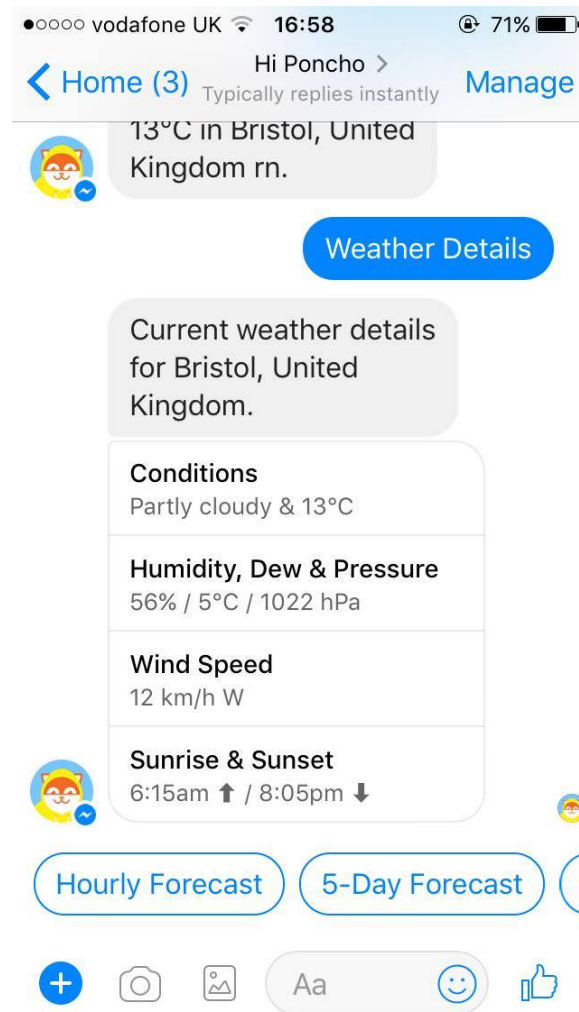 vodafone UK 16:58 71%
Home (3) Hi Poncho > Manage
Typically replies instantly
13°C in Bristol, United
Kingdom rn.
Weather Details
Current weather details
for Bristol, United
Kingdom.
Conditions
Partly cloudy & 13°C
Humidity, Dew & Pressure
56% / 5°C / 1022 hPa
Wind Speed
12 km/h W
Sunrise & Sunset
6:15am ⬆ / 8:05pm ⬇
Hourly Forecast 5-Day Forecast
Aa